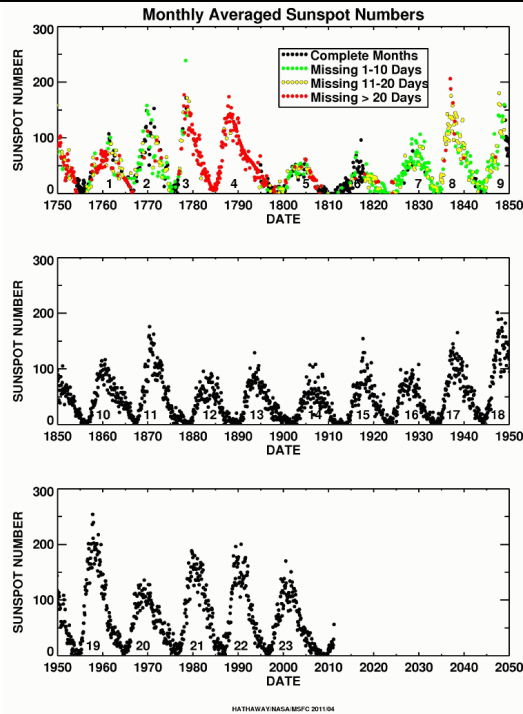 Monthly Averaged Sunspot Numbers
SUNSPOT NUMBER
300
200
100
0
Complete Months
Missing 1-10 Days
Missing 11-20 Days
Missing > 20 Days
1 2 3 4 5 6 7 8 9
1750 1760 1770 1780 1790 1800 1810 1820 1830 1840 1850
DATE
SUNSPOT NUMBER
300
200
100
0
10 11 12 13 14 15 16 17 18
1850 1860 1870 1880 1890 1900 1910 1920 1930 1940 1950
DATE
SUNSPOT NUMBER
300
200
100
0
19 20 21 22 23
1950 1960 1970 1980 1990 2000 2010 2020 2030 2040 2050
DATE
HATHAWAY/NASA/MSFC 2011/04